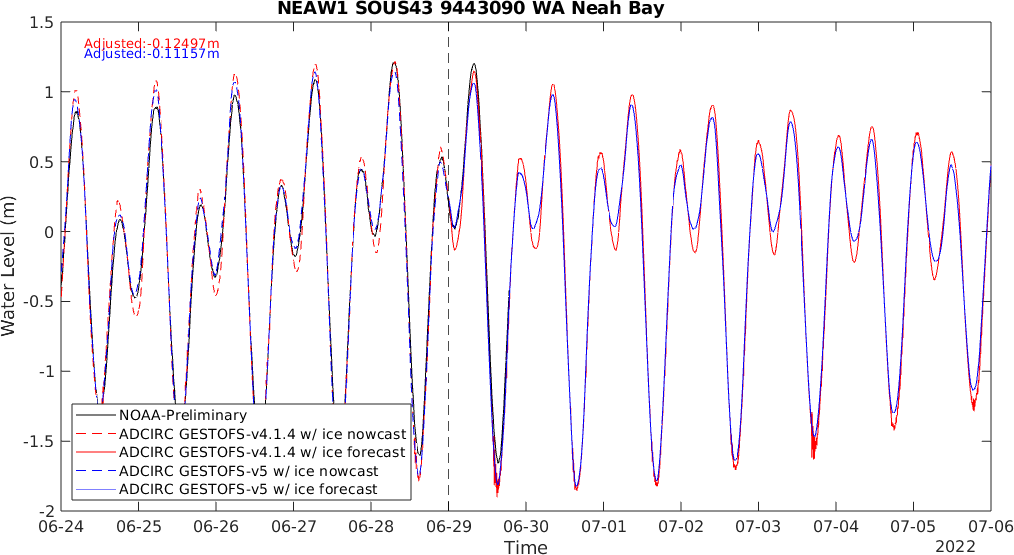 NEAW1 SOUS43 9443090 WA Neah Bay
Adjusted:-0.12497m
Adjusted:-0.11157m
1.5
1
0.5
0
-0.5
-1
-1.5
-2
Water Level (m)
NOAA-Preliminary
ADCIRC GESTOFS-v4.1.4 w/ ice nowcast
ADCIRC GESTOFS-v4.1.4 w/ ice forecast
ADCIRC GESTOFS-v5 w/ ice nowcast
ADCIRC GESTOFS-v5 w/ ice forecast
06-24 06-25 06-26 06-27 06-28 06-29 06-30 07-01 07-02 07-03 07-04 07-05 07-06
Time
2022